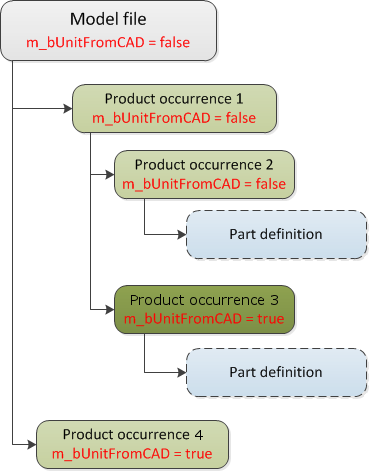 Model file
m_bUnitFromCAD = false
Product occurrence 1
m_bUnitFromCAD = false
Product occurrence 2
m_bUnitFromCAD = false
Part definition
Product occurrence 3
m_bUnitFromCAD = true
Part definition
Product occurrence 4
m_bUnitFromCAD = true